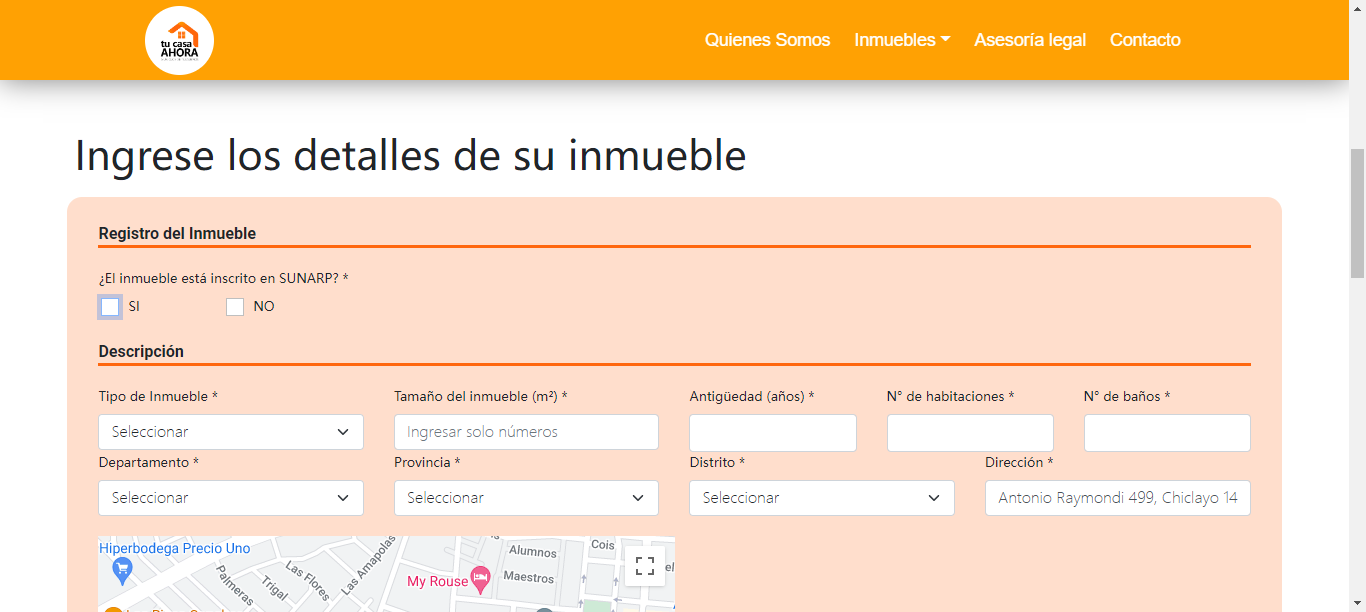 tu casa
AHORA
Quienes Somos
Inmuebles
Asesoría legal
Contacto
Ingrese los detalles de su inmueble
Registro del Inmueble
¿El inmueble está inscrito en SUNARP? *
SI
NO
Descripción
Tipo de Inmueble *
Tamaño del inmueble (m²) *
Antigüedad (años) *
N° de habitaciones *
N° de baños *
Seleccionar
Ingresar solo números
Departamento *
Provincia *
Distrito *
Dirección *
Seleccionar
Seleccionar
Seleccionar
Antonio Raymondi 499, Chiclayo 14
Hiperbodega Precio Uno
Palmeras
Trigal
Las Flores
Las Amapolas
My Rouse
Alumnos
Maestros
Cois